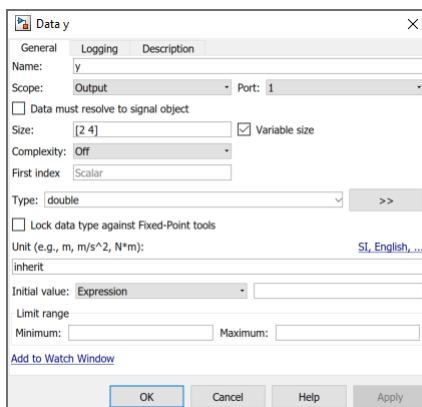 Data y
General Logging Description
Name: y
Scope: Output Port: 1
Data must resolve to signal object
Size: [2 4] Variable size
Complexity: Off
First index Scalar
Type: double >>
Lock data type against Fixed-Point tools
Unit (e.g., m, m/s^2, N*m): SI, English, ...
inherit
Initial value: Expression
Limit range
Minimum: Maximum:
Add to Watch Window
OK Cancel Help Apply